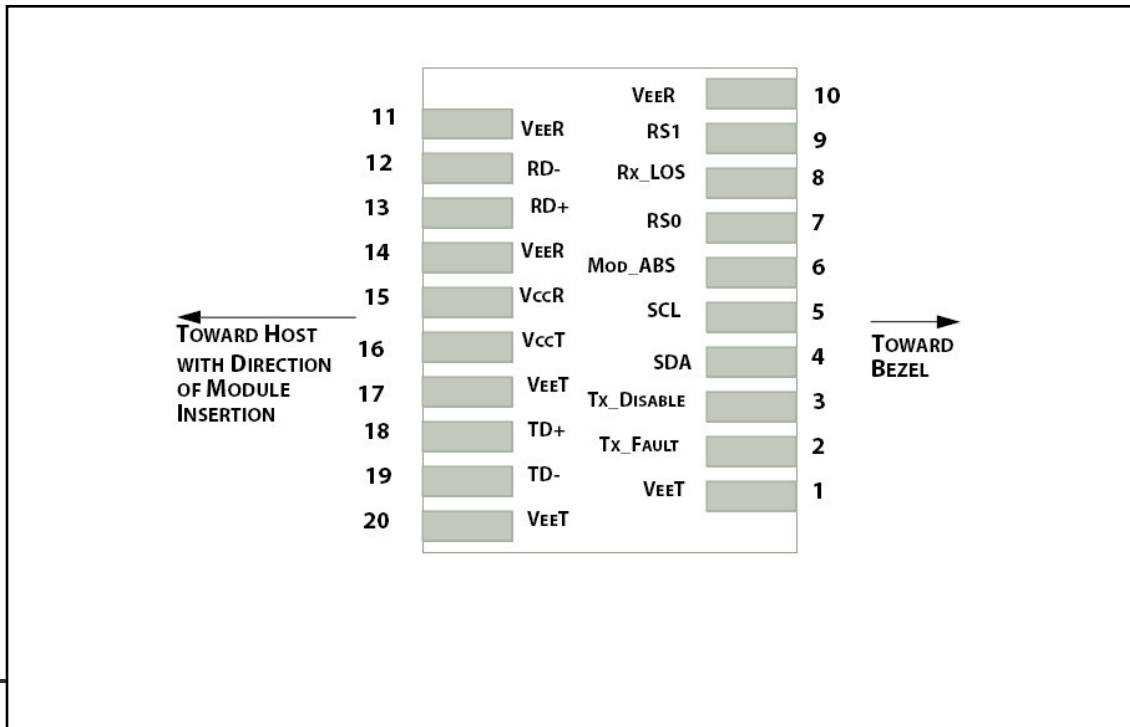 VEER 10
11 VEER
RS1 9
12 RD-
Rx_LOS 8
13 RD+
RS0 7
14 VEER
MOD_ABS 6
15 VCCR
SCL 5
16 VCCT
SDA 4
17 VEET
TX_DISABLE 3
18 TD+
TX_FAULT 2
19 TD-
VEET 1
20 VEET
TOWARD HOST
WITH DIRECTION
OF MODULE
INSERTION
TOWARD
BEZEL